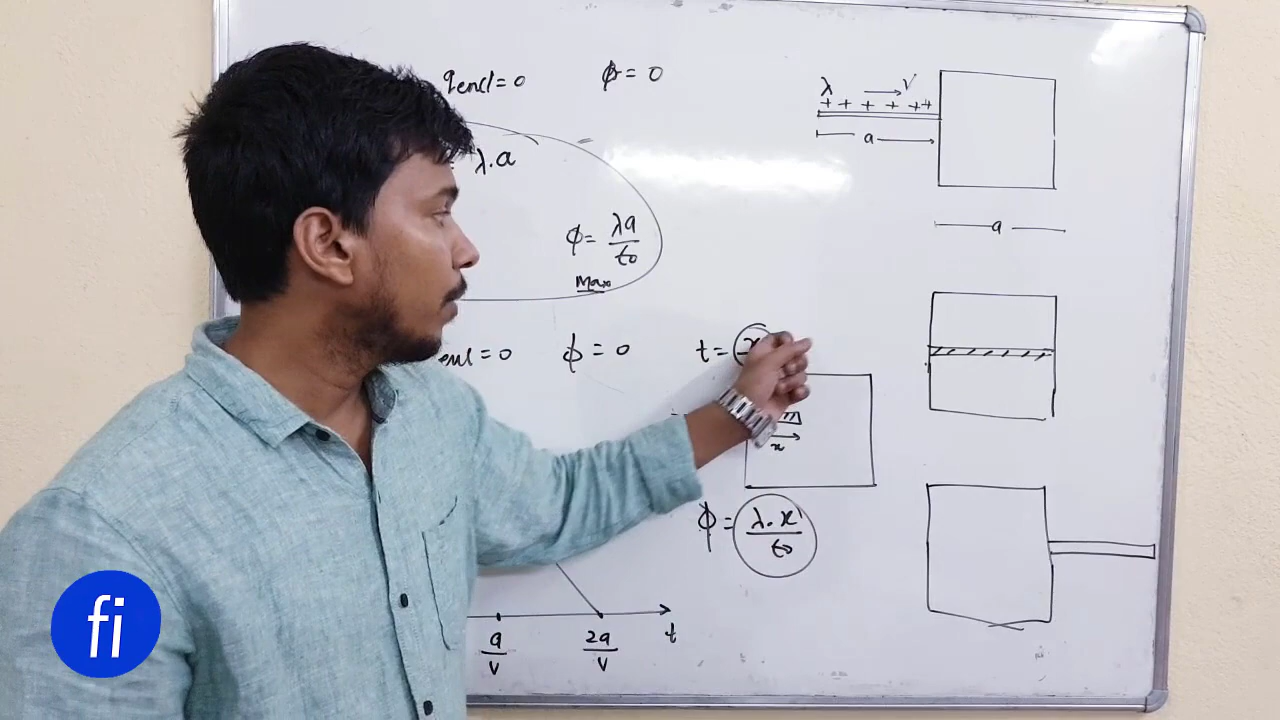 qencl = 0    ϕ = 0
= λ.a
ϕ = λa/ε0
Max
encl = 0    ϕ = 0    t = x
x
ϕ = λ.x/ε0
a/v    2a/v    t
λ → v
+ + + + + +
a
a
fi